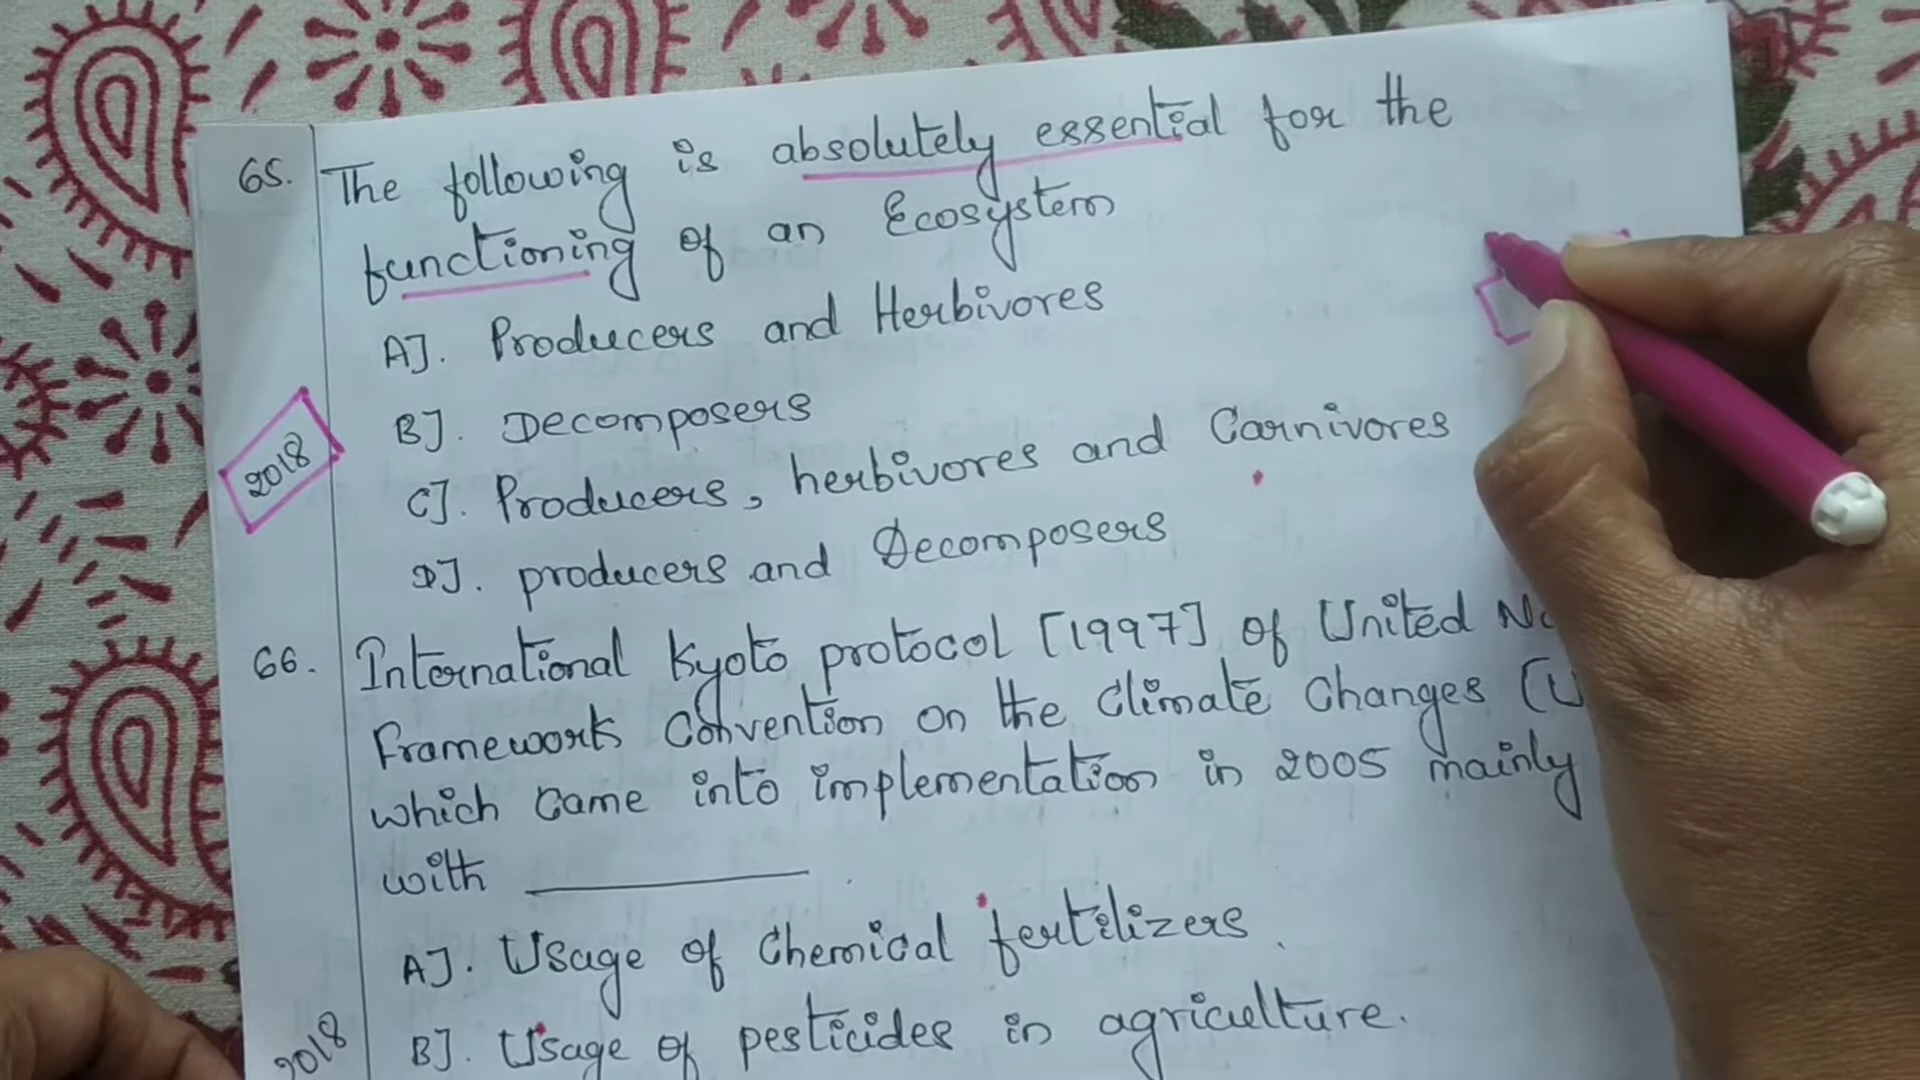 65. The following is absolutely essential for the
functioning of an Ecosystem
A]. Producers and Herbivores
B]. Decomposers
2018
C]. Producers, herbivores and Carnivores
D]. producers and Decomposers
66. International Kyoto protocol [1997] of United
Framework Convention on the Climate Changes
which came into implementation in 2005 mainly
with
A]. Usage of Chemical fertilizers.
B]. Usage of pesticides in agriculture.
2018